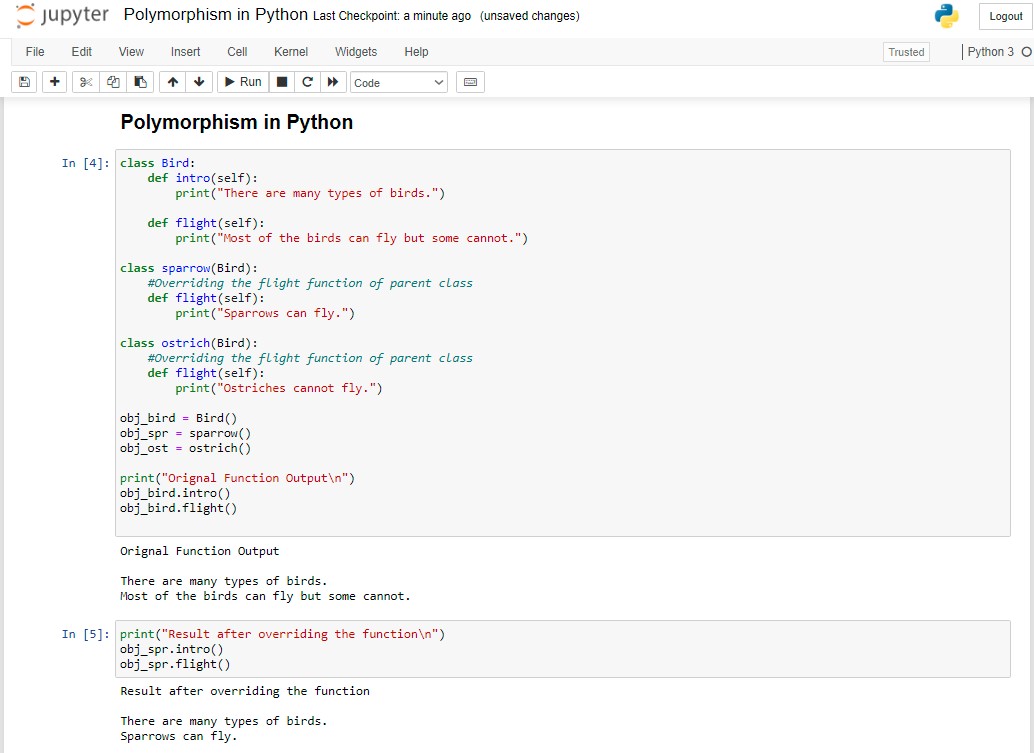 jupyter Polymorphism in Python Last Checkpoint: a minute ago (unsaved changes) Logout
File Edit View Insert Cell Kernel Widgets Help Trusted Python 3
Run Code
Polymorphism in Python
In [4]: class Bird:
    def intro(self):
        print("There are many types of birds.")
    def flight(self):
        print("Most of the birds can fly but some cannot.")
class sparrow(Bird):
    #Overriding the flight function of parent class
    def flight(self):
        print("Sparrows can fly.")
class ostrich(Bird):
    #Overriding the flight function of parent class
    def flight(self):
        print("Ostriches cannot fly.")
obj_bird = Bird()
obj_spr = sparrow()
obj_ost = ostrich()
print("Orignal Function Output\n")
obj_bird.intro()
obj_bird.flight()
Orignal Function Output
There are many types of birds.
Most of the birds can fly but some cannot.
In [5]: print("Result after overriding the function\n")
obj_spr.intro()
obj_spr.flight()
Result after overriding the function
There are many types of birds.
Sparrows can fly.